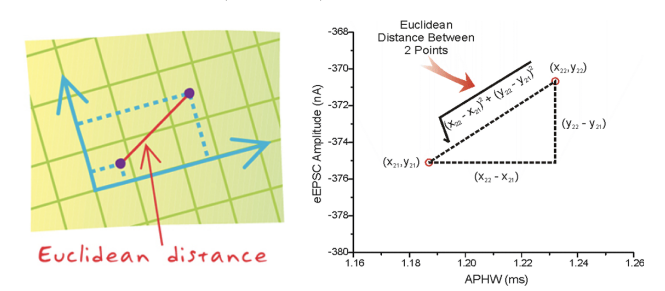 Euclidean distance
Euclidean
Distance Between
2 Points
(x₂₂ - x₂₁)² + (y₂₂ - y₂₁)²
(x₂₂,y₂₂)
(y₂₂ - y₂₁)
(x₂₁,y₂₁)
(x₂₂ - x₂₁)
eEPSC Amplitude (nA)
-368
-370
-372
-374
-376
-378
-380
1.16
1.18
1.20
1.22
1.24
1.26
APHW (ms)